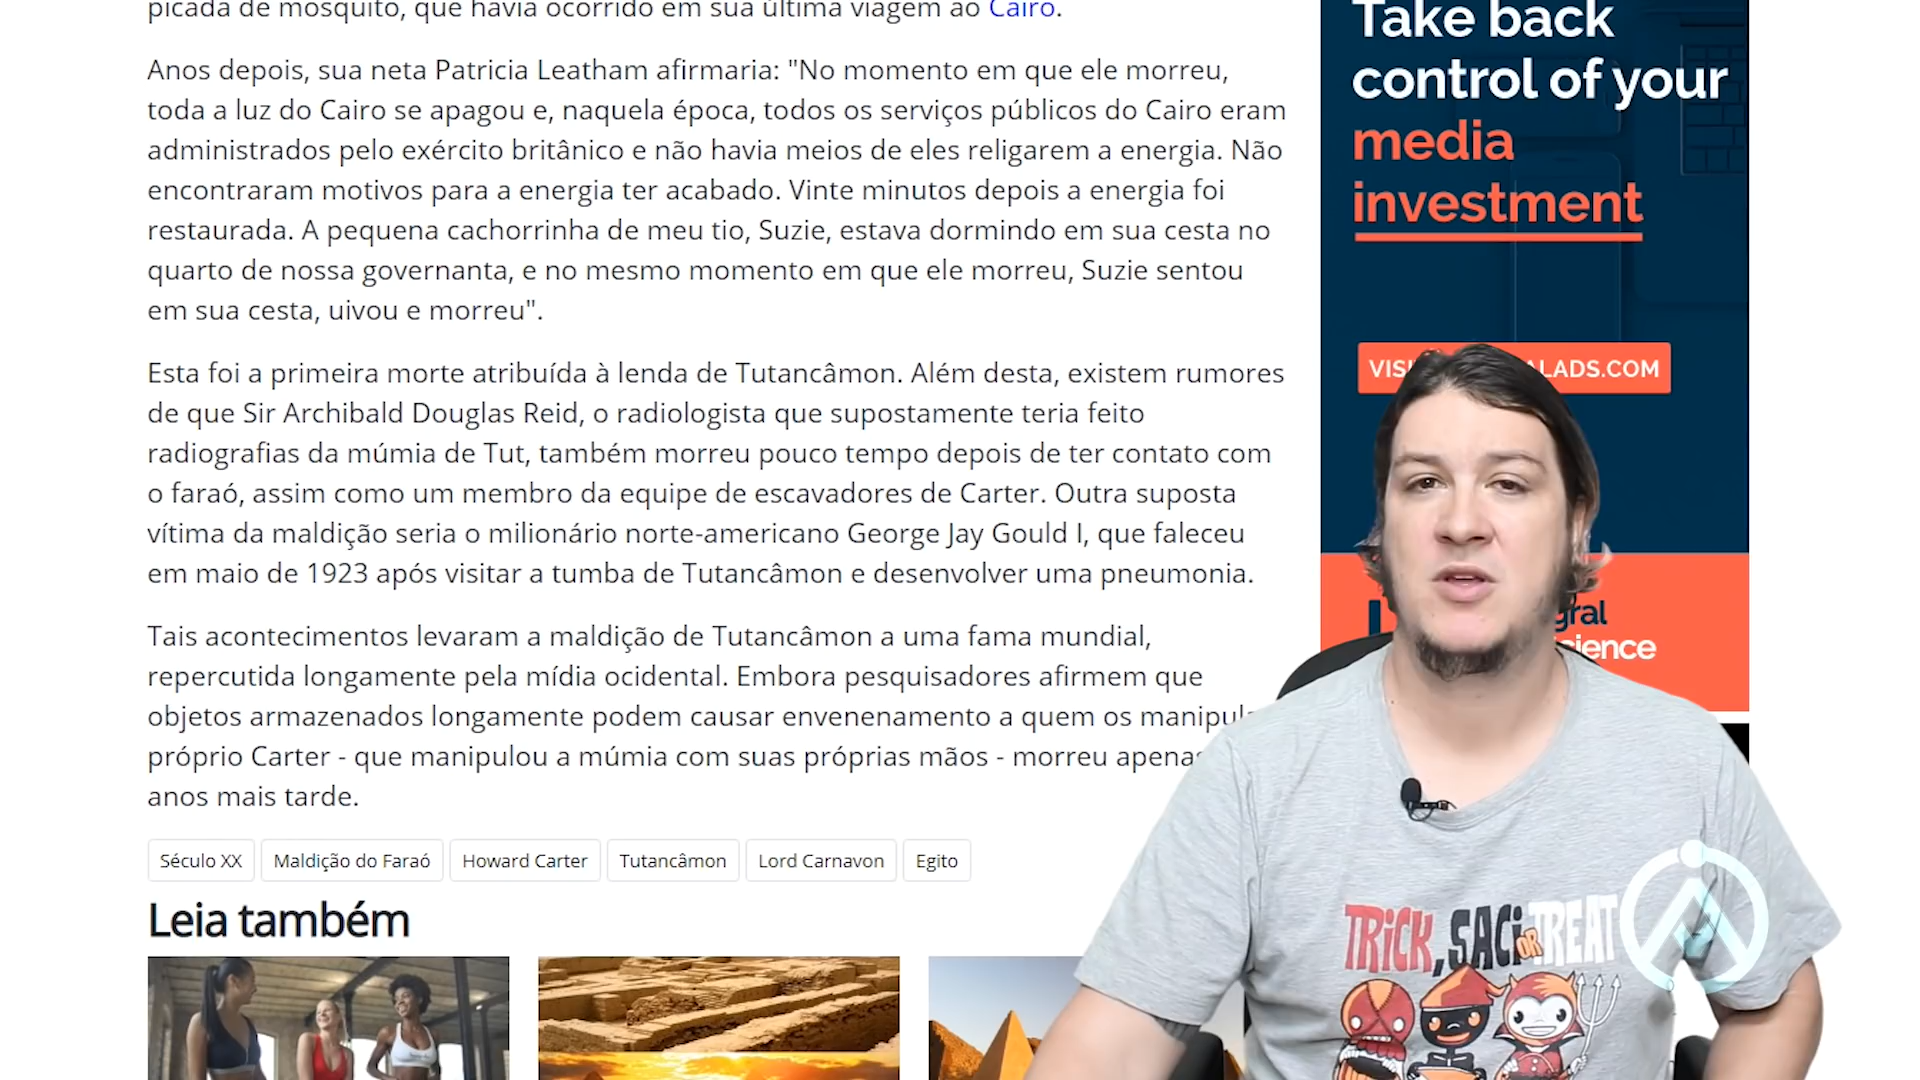 picada de mosquito, que havia ocorrido em sua última viagem ao Cairo.
Anos depois, sua neta Patricia Leatham afirmaria: "No momento em que ele morreu,
toda a luz do Cairo se apagou e, naquela época, todos os serviços públicos do Cairo eram
administrados pelo exército britânico e não havia meios de eles religarem a energia. Não
encontraram motivos para a energia ter acabado. Vinte minutos depois a energia foi
restaurada. A pequena cachorrinha de meu tio, Suzie, estava dormindo em sua cesta no
quarto de nossa governanta, e no mesmo momento em que ele morreu, Suzie sentou
em sua cesta, uivou e morreu".
Esta foi a primeira morte atribuída à lenda de Tutancâmon. Além desta, existem rumores
de que Sir Archibald Douglas Reid, o radiologista que supostamente teria feito
radiografias da múmia de Tut, também morreu pouco tempo depois de ter contato com
o faraó, assim como um membro da equipe de escavadores de Carter. Outra suposta
vítima da maldição seria o milionário norte-americano George Jay Gould I, que faleceu
em maio de 1923 após visitar a tumba de Tutancâmon e desenvolver uma pneumonia.
Tais acontecimentos levaram a maldição de Tutancâmon a uma fama mundial,
repercutida longamente pela mídia ocidental. Embora pesquisadores afirmem que
objetos armazenados longamente podem causar envenenamento a quem os
próprio Carter - que manipulou a múmia com suas próprias mãos - morreu
anos mais tarde.
Século XX
Maldição do Faraó
Howard Carter
Tutancâmon
Lord Carnavon
Egito
Leia também
Take back
control of your
media
investment
TRICK, SACI OR TREAT